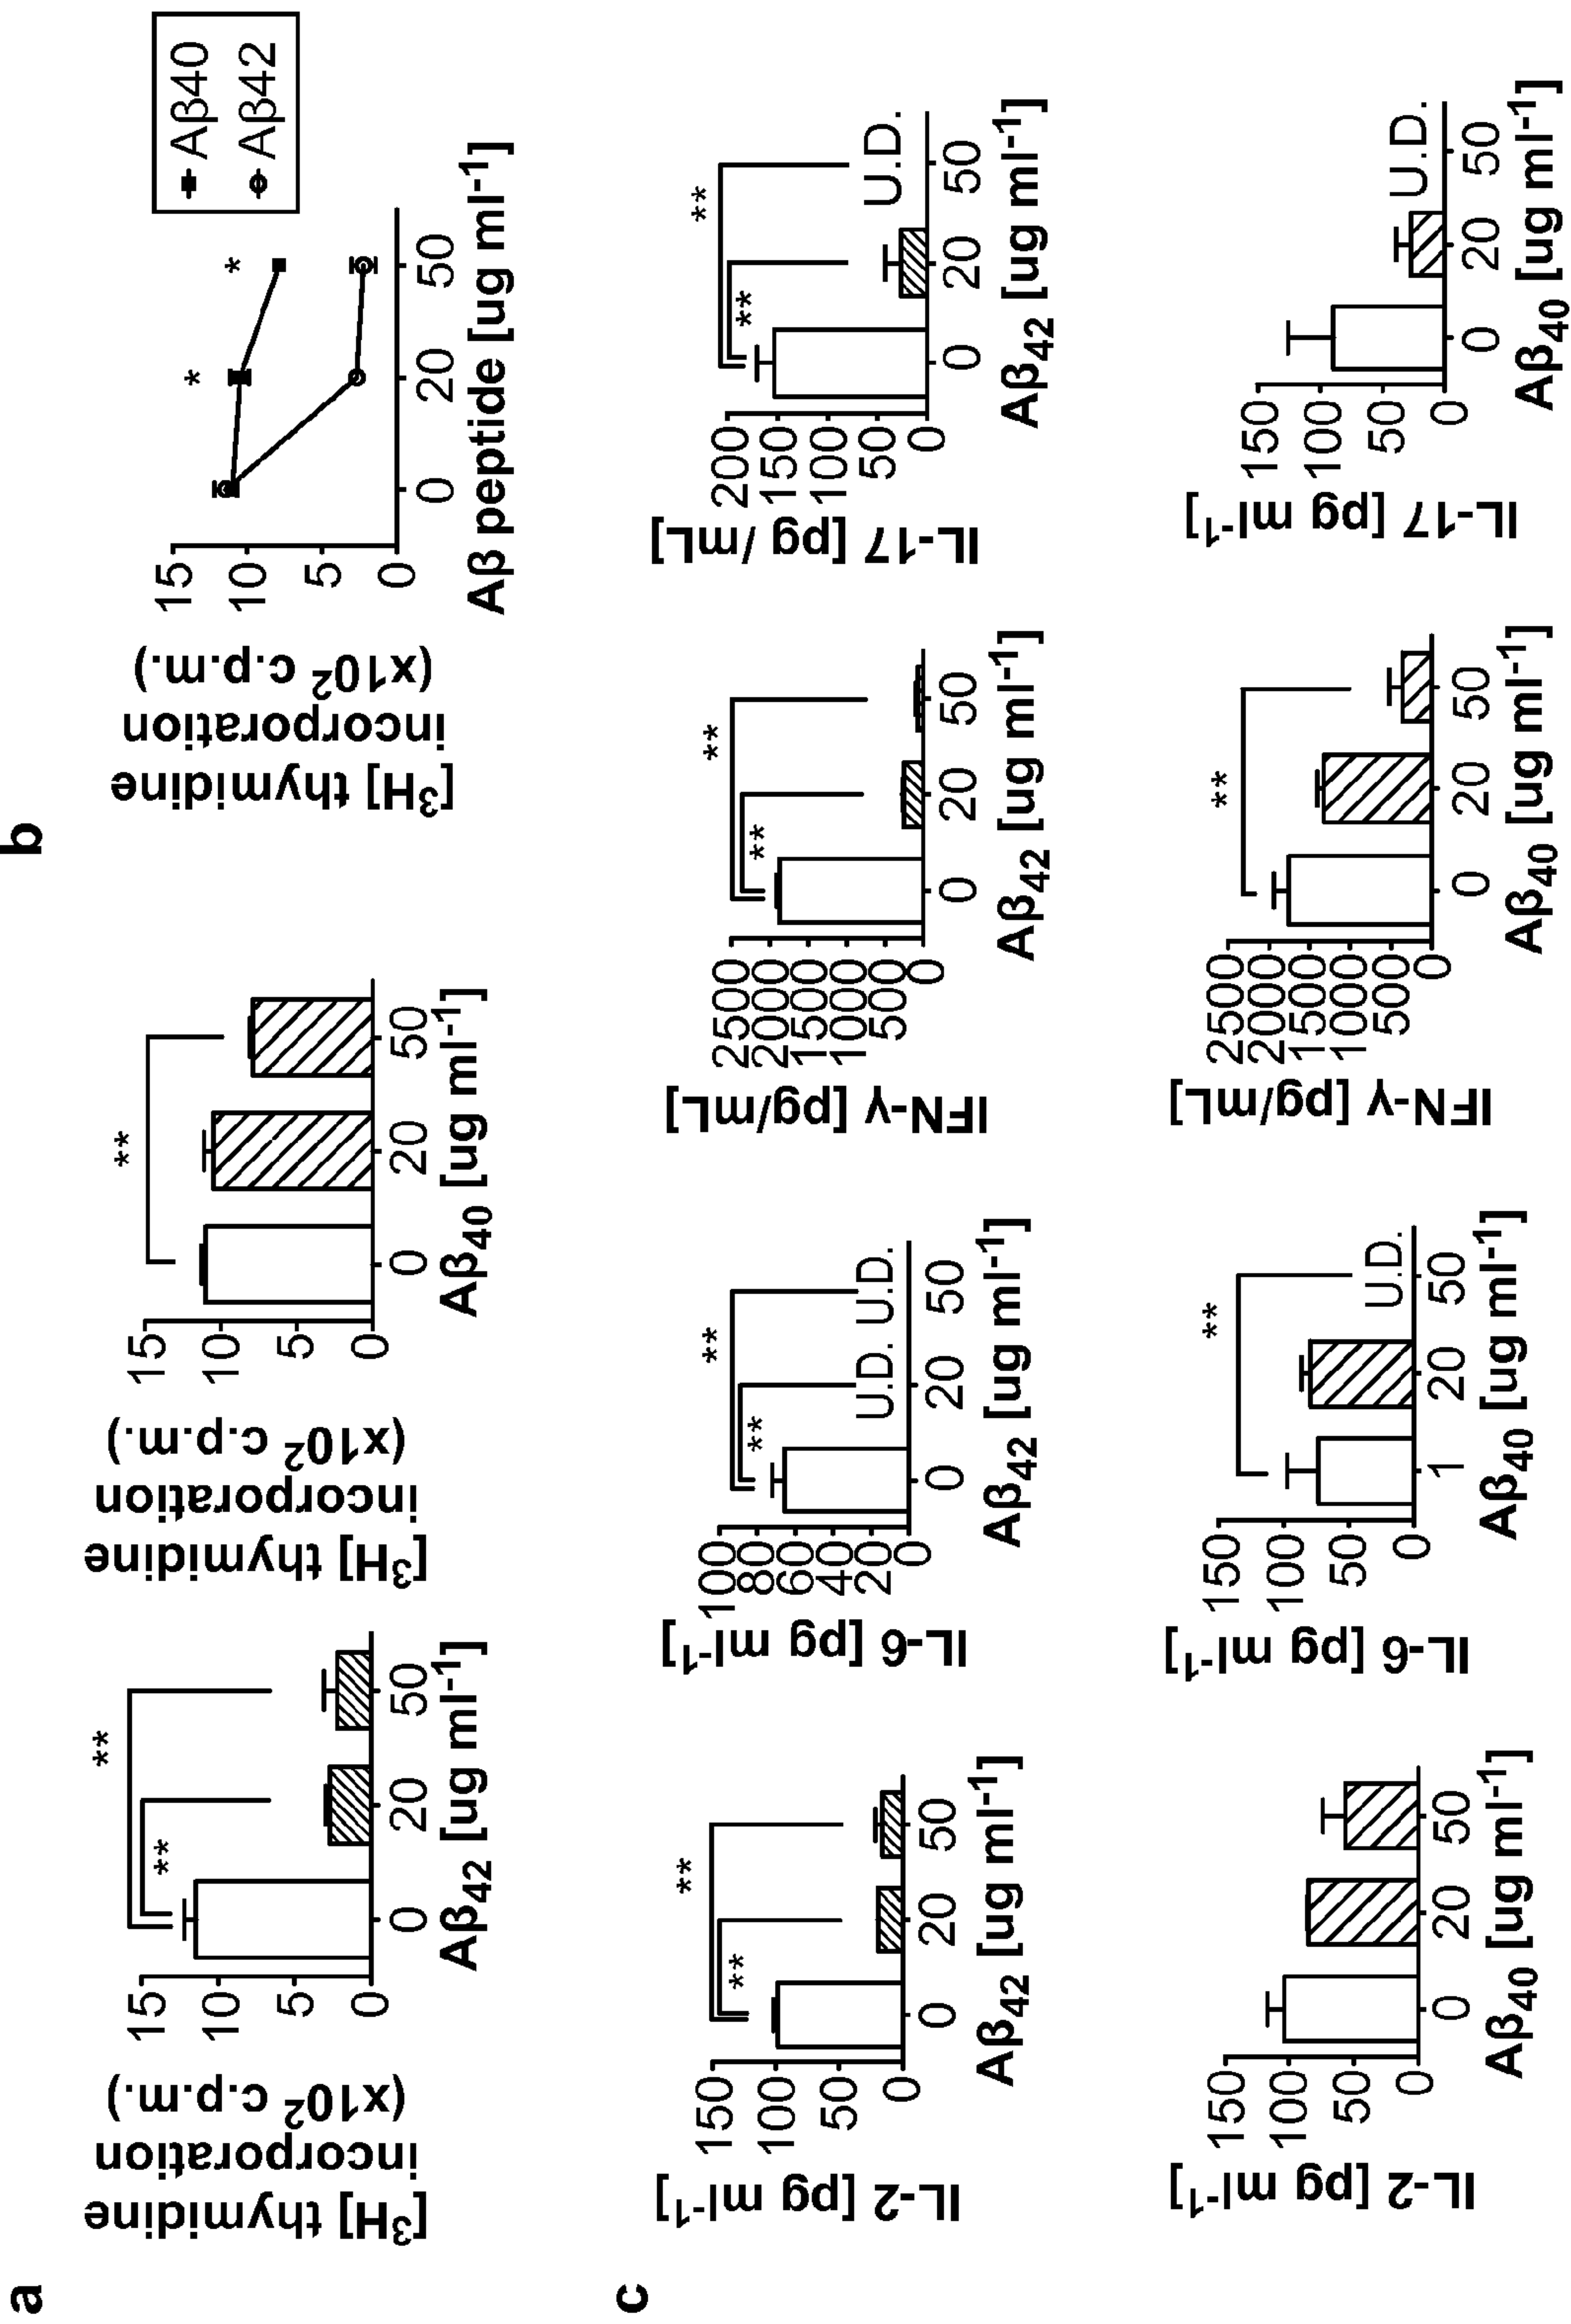 a
[³H] thymidine
incorporation
(x10² c.p.m.)
15
10
5
0
**
**
0
20
50
Aβ₄₂ [ug ml⁻¹]
[³H] thymidine
incorporation
(x10² c.p.m.)
15
10
5
0
**
0
20
50
Aβ₄₀ [ug ml⁻¹]
b
[³H] thymidine
incorporation
(x10² c.p.m.)
15
10
5
0
*
*
0
20
50
Aβ peptide [ug ml⁻¹]
Aβ40
Aβ42
c
IL-2 [pg ml⁻¹]
150
100
50
0
**
**
0
20
50
Aβ₄₂ [ug ml⁻¹]
IL-6 [pg ml⁻¹]
100
80
60
40
20
0
**
**
U.D.
U.D.
0
20
50
Aβ₄₂ [ug ml⁻¹]
IFN-γ [pg/mL]
2500
2000
1500
1000
500
0
**
**
0
20
50
Aβ₄₂ [ug ml⁻¹]
IL-17 [pg/ mL]
200
150
100
50
0
**
**
U.D.
0
20
50
Aβ₄₂ [ug ml⁻¹]
IL-2 [pg ml⁻¹]
150
100
50
0
0
20
50
Aβ₄₀ [ug ml⁻¹]
IL-6 [pg ml⁻¹]
150
100
50
0
**
U.D.
1
20
50
Aβ₄₀ [ug ml⁻¹]
IFN-γ [pg/mL]
2500
2000
1500
1000
500
0
**
0
20
50
Aβ₄₀ [ug ml⁻¹]
IL-17 [pg ml⁻¹]
150
100
50
0
U.D.
0
20
50
Aβ₄₀ [ug ml⁻¹]